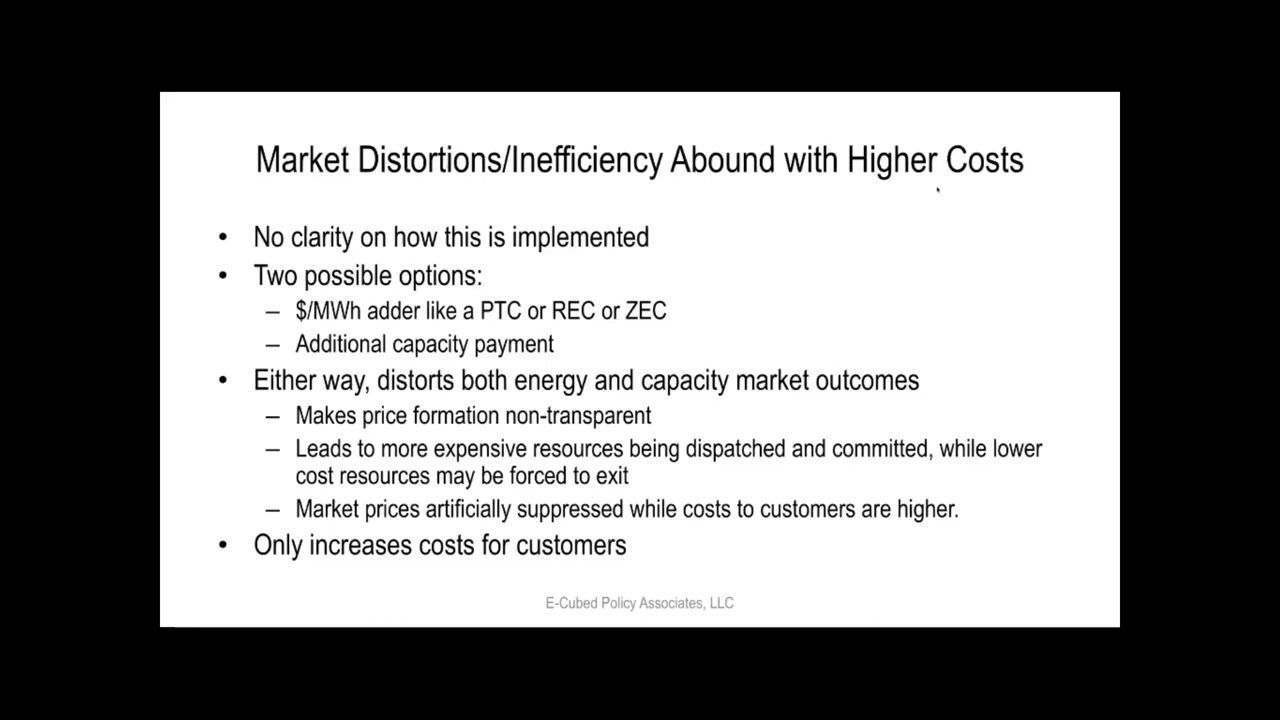 Market Distortions/Inefficiency Abound with Higher Costs
• No clarity on how this is implemented
• Two possible options:
– $/MWh adder like a PTC or REC or ZEC
– Additional capacity payment
• Either way, distorts both energy and capacity market outcomes
– Makes price formation non-transparent
– Leads to more expensive resources being dispatched and committed, while lower
cost resources may be forced to exit
– Market prices artificially suppressed while costs to customers are higher.
• Only increases costs for customers
E-Cubed Policy Associates, LLC